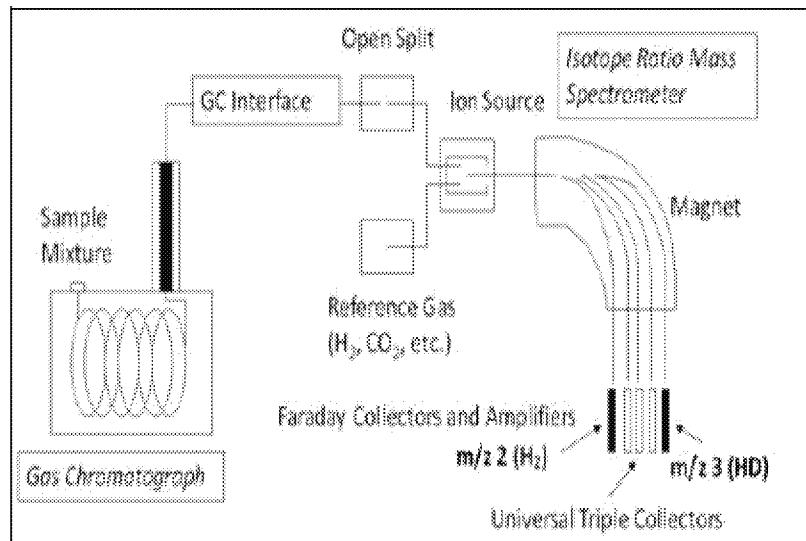 Open Split
Isotope Ratio Mass
Spectrometer
GC Interface
Ion Source
Sample
Mixture
Magnet
Reference Gas
(H₂, CO₂, etc.)
Faraday Collectors and Amplifiers
m/z 2 (H₂)
m/z 3 (HD)
Gas Chromatograph
Universal Triple Collectors